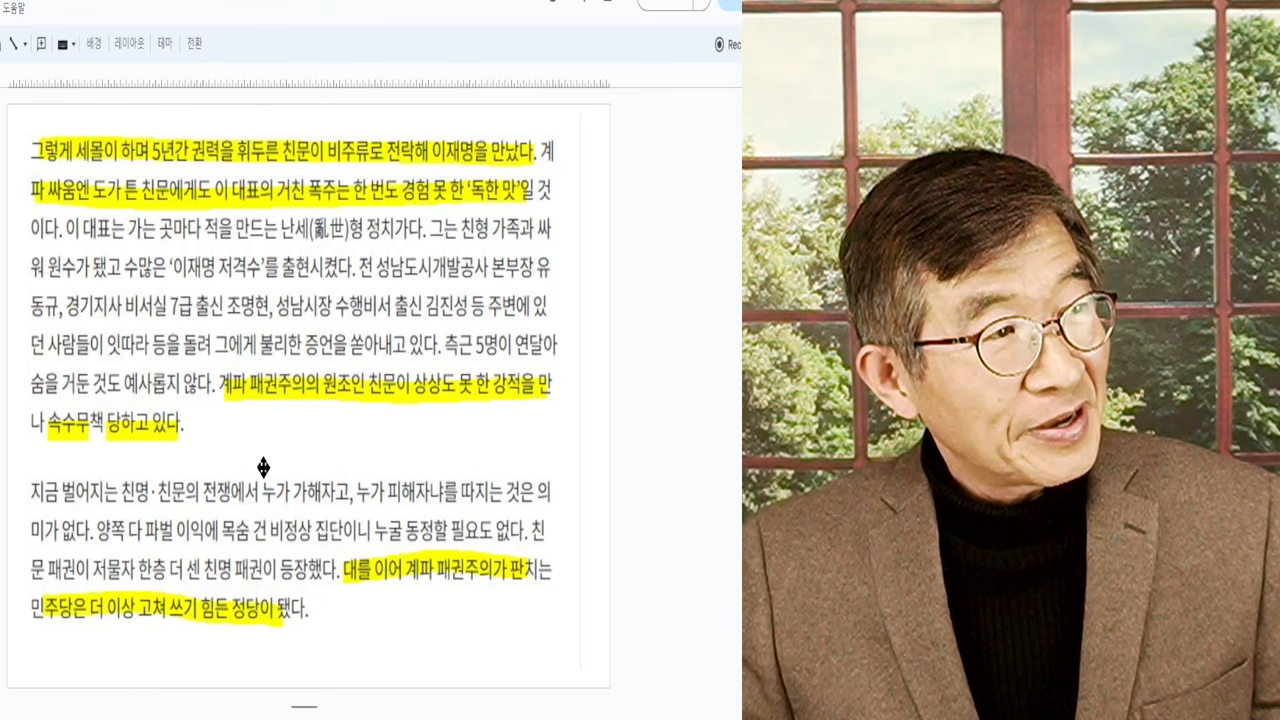 도움말
배경 레이아웃 테마 전환
Rec
그렇게 세몰이 하며 5년간 권력을 휘두른 친문이 비주류로 전락해 이재명을 만났다. 계
파 싸움엔 도가 튼 친문에게도 이 대표의 거친 폭주는 한 번도 경험 못 한 ‘독한 맛’일 것
이다. 이 대표는 가는 곳마다 적을 만드는 난세(亂世)형 정치가다. 그는 친형 가족과 싸
워 원수가 됐고 수많은 ‘이재명 저격수’를 출현시켰다. 전 성남도시개발공사 본부장 유
동규, 경기지사 비서실 7급 출신 조명현, 성남시장 수행비서 출신 김진성 등 주변에 있
던 사람들이 잇따라 등을 돌려 그에게 불리한 증언을 쏟아내고 있다. 측근 5명이 연달아
숨을 거둔 것도 예사롭지 않다. 계파 패권주의의 원조인 친문이 상상도 못 한 강적을 만
나 속수무책 당하고 있다.
지금 벌어지는 친명·친문의 전쟁에서 누가 가해자고, 누가 피해자냐를 따지는 것은 의
미가 없다. 양쪽 다 파벌 이익에 목숨 건 비정상 집단이니 누굴 동정할 필요도 없다. 친
문 패권이 저물자 한층 더 센 친명 패권이 등장했다. 대를 이어 계파 패권주의가 판치는
민주당은 더 이상 고쳐 쓰기 힘든 정당이 됐다.